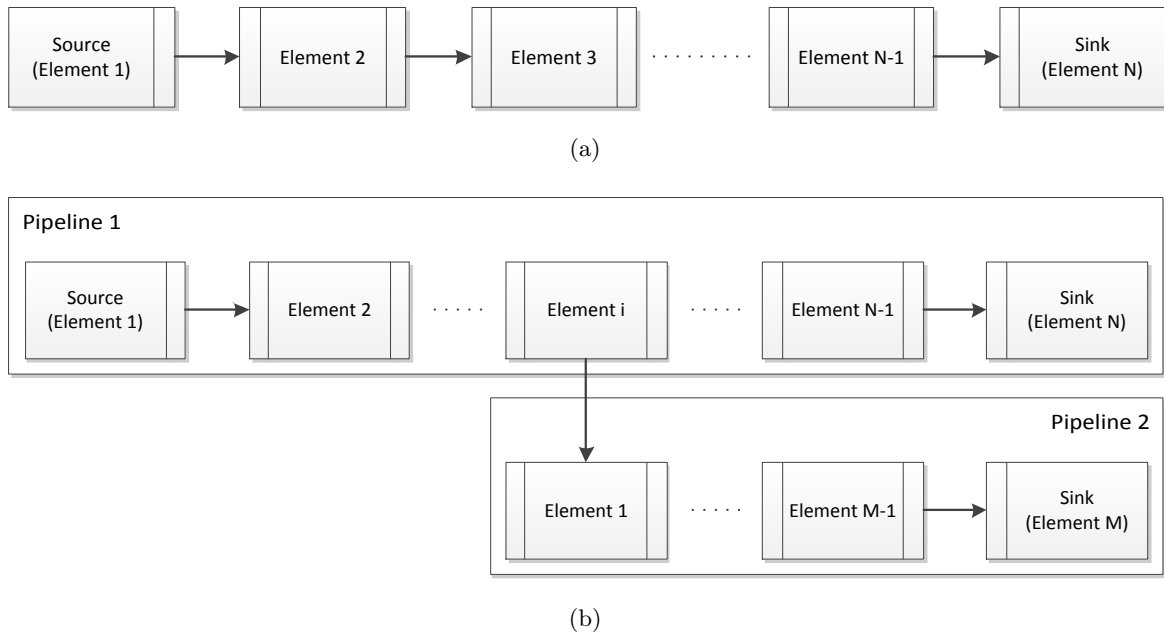 Source
(Element 1)
Element 2
Element 3
. . . . . . . . .
Element N-1
Sink
(Element N)
(a)
Pipeline 1
Source
(Element 1)
Element 2
. . . . .
Element i
. . . . .
Element N-1
Sink
(Element N)
Pipeline 2
Element 1
. . . . .
Element M-1
Sink
(Element M)
(b)